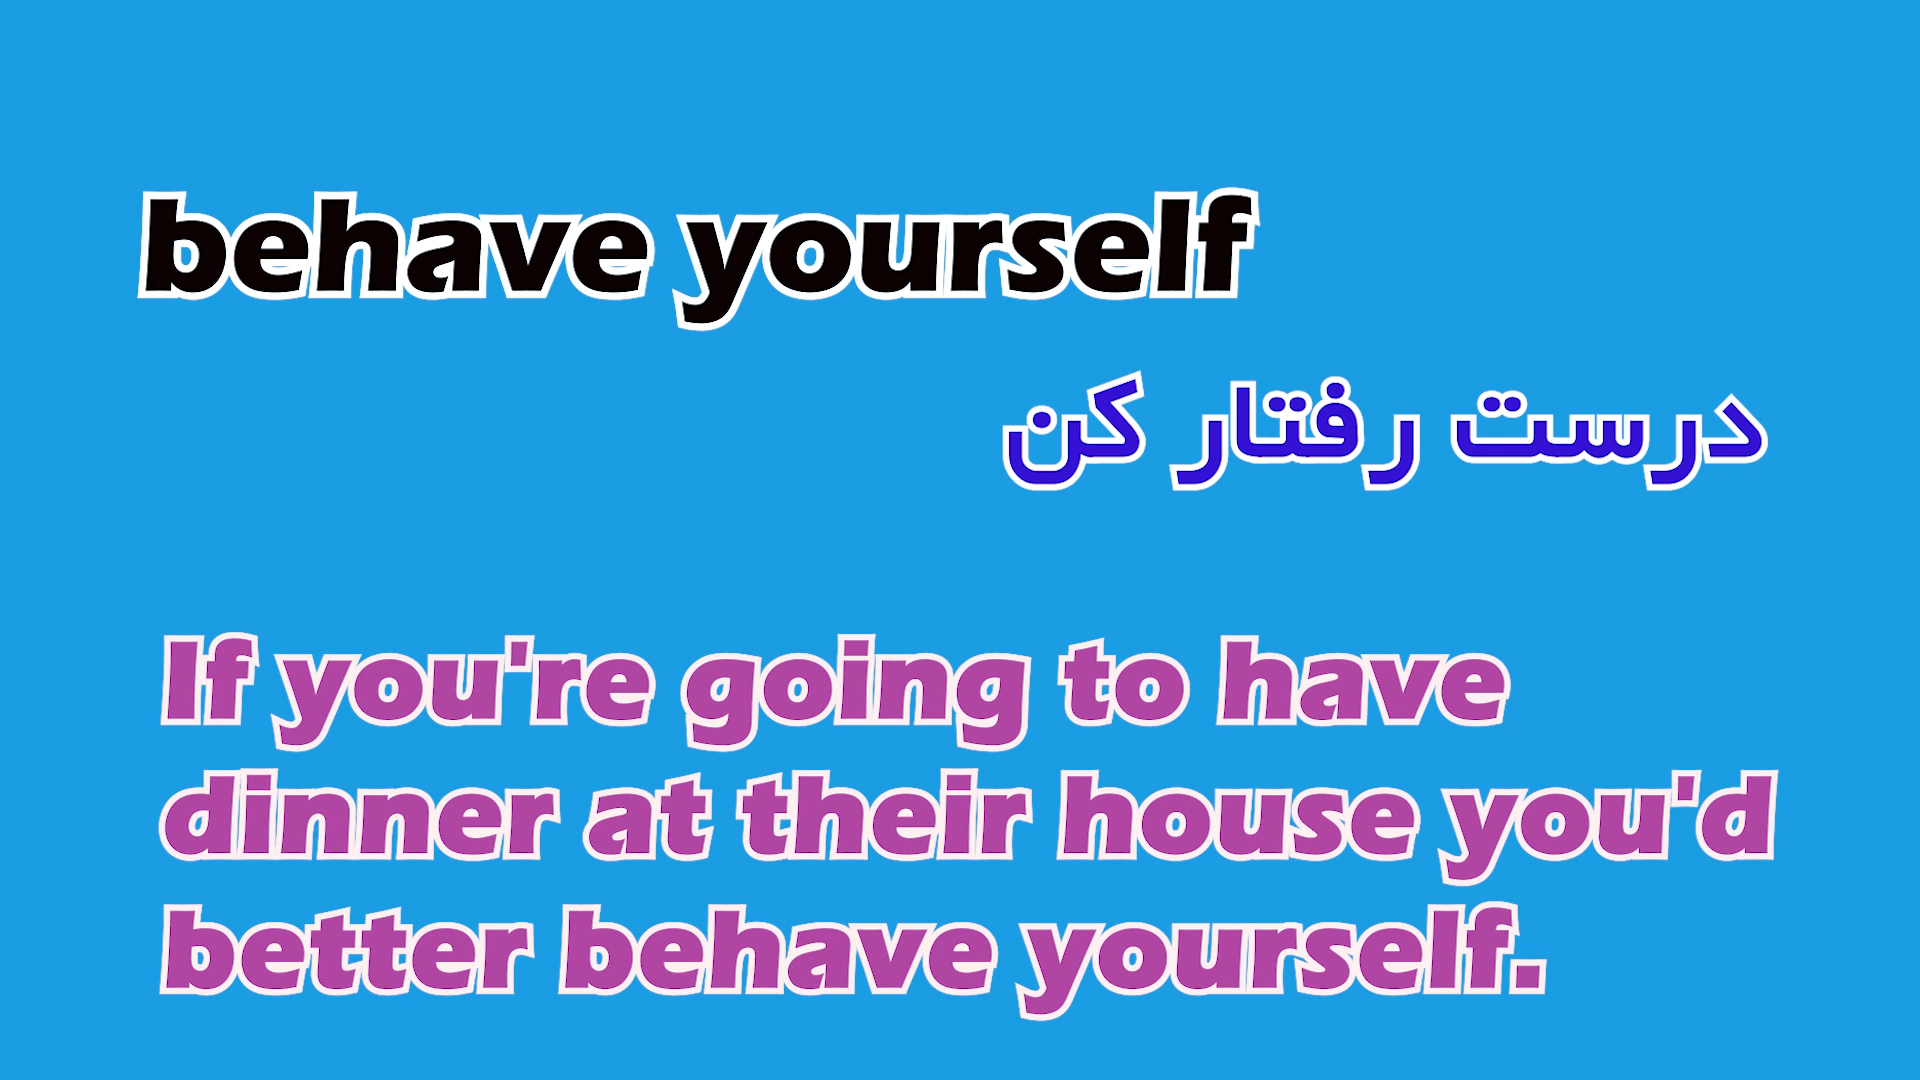 behave yourself
درست رفتار کن
If you're going to have
dinner at their house you'd
better behave yourself.